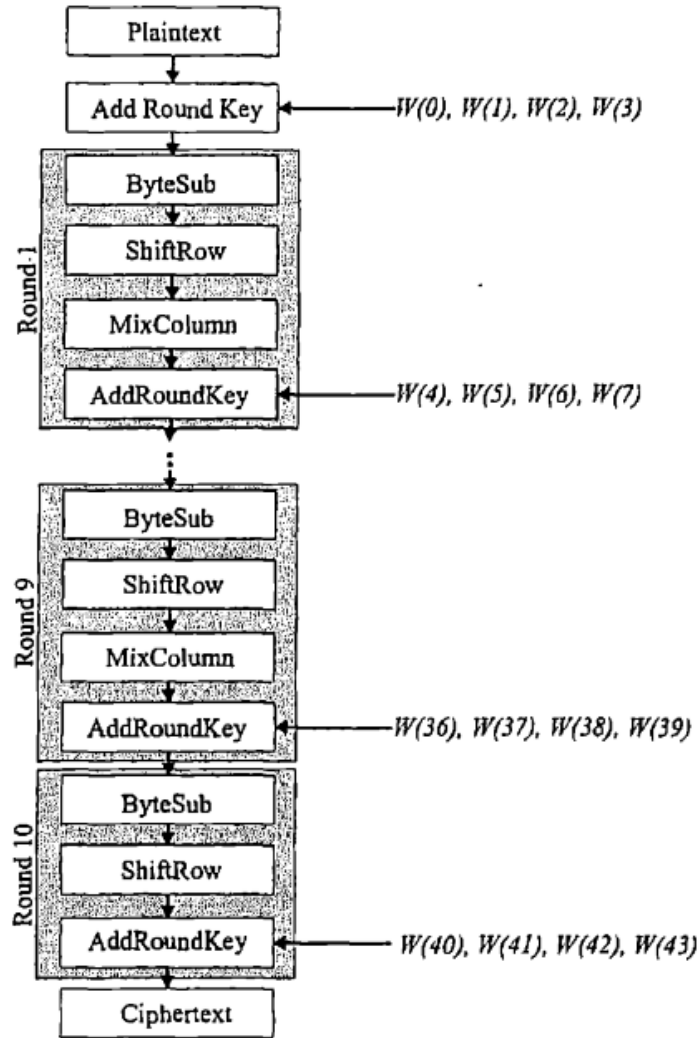 Plaintext
Add Round Key
W(0), W(1), W(2), W(3)
Round 1
ByteSub
ShiftRow
MixColumn
AddRoundKey
W(4), W(5), W(6), W(7)
⋮
Round 9
ByteSub
ShiftRow
MixColumn
AddRoundKey
W(36), W(37), W(38), W(39)
Round 10
ByteSub
ShiftRow
AddRoundKey
W(40), W(41), W(42), W(43)
Ciphertext